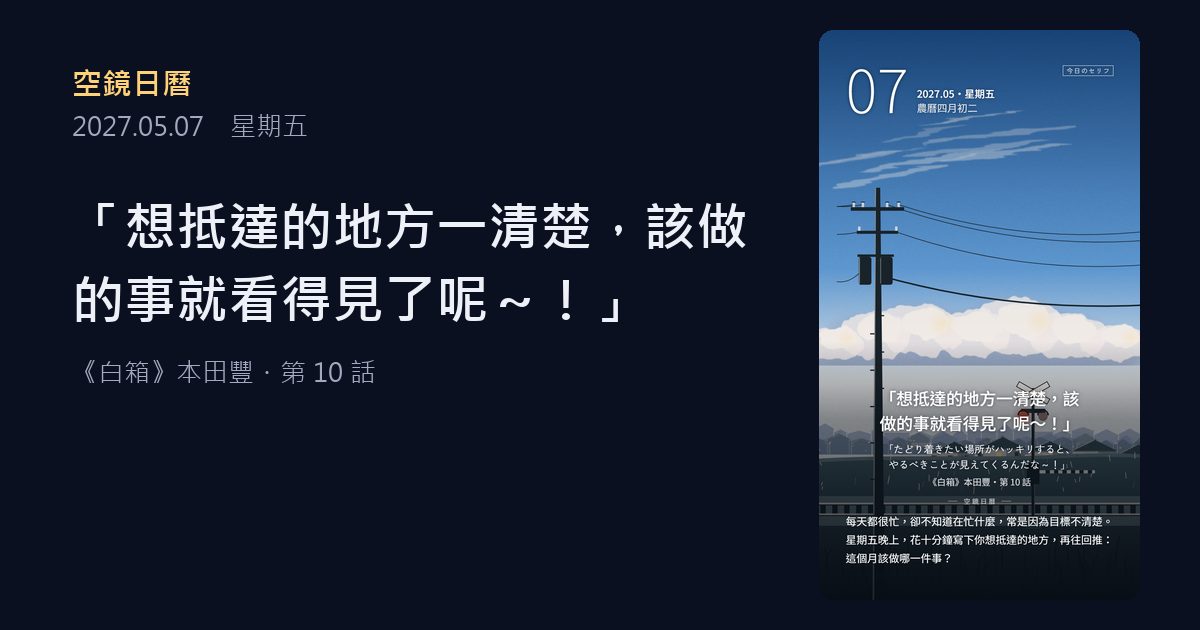 空鏡日曆
2027.05.07 星期五
「想抵達的地方一清楚，該做
的事就看得見了呢～！」
《白箱》本田豐．第 10 話
07
2027.05・星期五
農曆四月初二
今日のセリフ
「想抵達的地方一清楚，該
做的事就看得見了呢～！」
「たどり着きたい場所がハッキリすると、
やるべきことが見えてくるんだな～！」
《白箱》本田豐・第 10 話
空鏡日曆
每天都很忙，卻不知道在忙什麼，常是因為目標不清楚。
星期五晚上，花十分鐘寫下你想抵達的地方，再往回推：
這個月該做哪一件事？